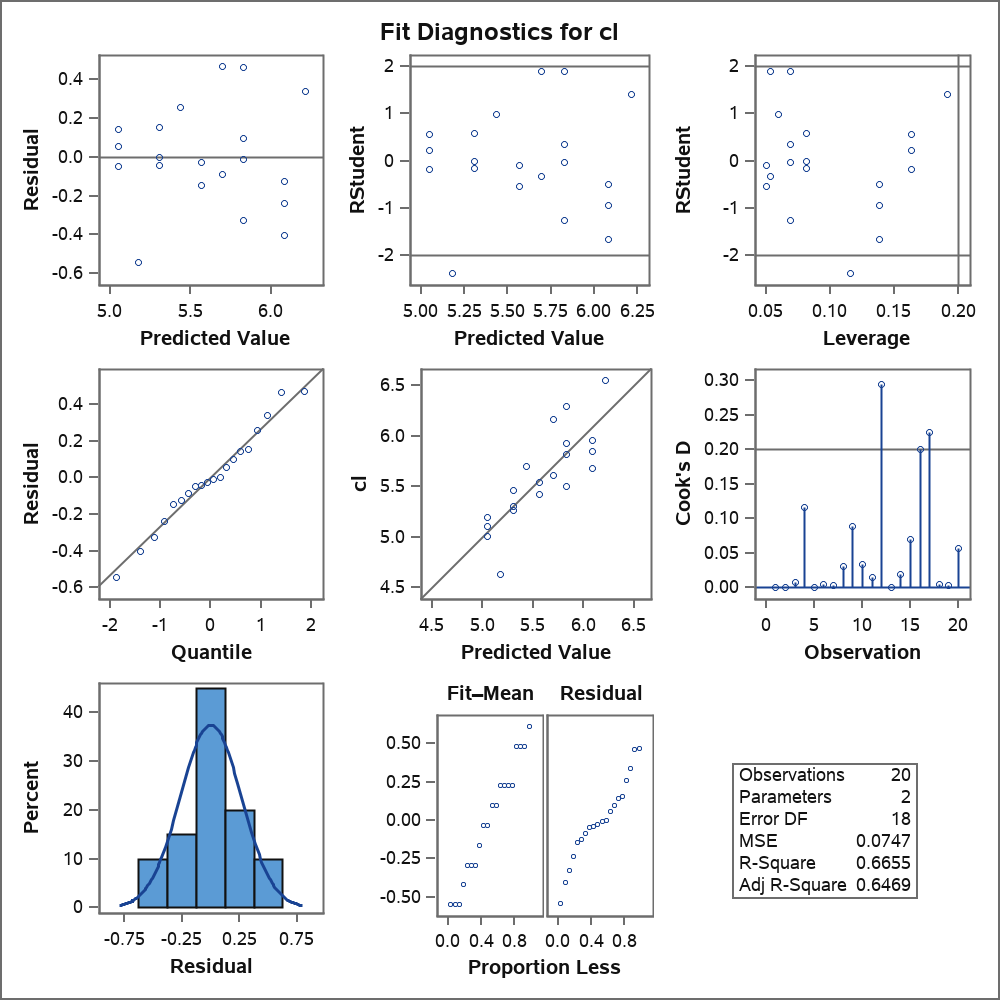 Fit Diagnostics for cl
0.4
0.2
0.0
-0.2
-0.4
-0.6
Residual
5.0 5.5 6.0
Predicted Value
2
1
0
-1
-2
RStudent
5.00 5.25 5.50 5.75 6.00 6.25
Predicted Value
2
1
0
-1
-2
RStudent
0.05 0.10 0.15 0.20
Leverage
0.4
0.2
0.0
-0.2
-0.4
-0.6
Residual
-2 -1 0 1 2
Quantile
6.5
6.0
5.5
5.0
4.5
cl
4.5 5.0 5.5 6.0 6.5
Predicted Value
0.30
0.25
0.20
0.15
0.10
0.05
0.00
Cook's D
0 5 10 15 20
Observation
40
30
20
10
0
Percent
-0.75 -0.25 0.25 0.75
Residual
Fit–Mean Residual
0.50
0.25
0.00
-0.25
-0.50
0.0 0.4 0.8 0.0 0.4 0.8
Proportion Less
Observations 20
Parameters 2
Error DF 18
MSE 0.0747
R-Square 0.6655
Adj R-Square 0.6469